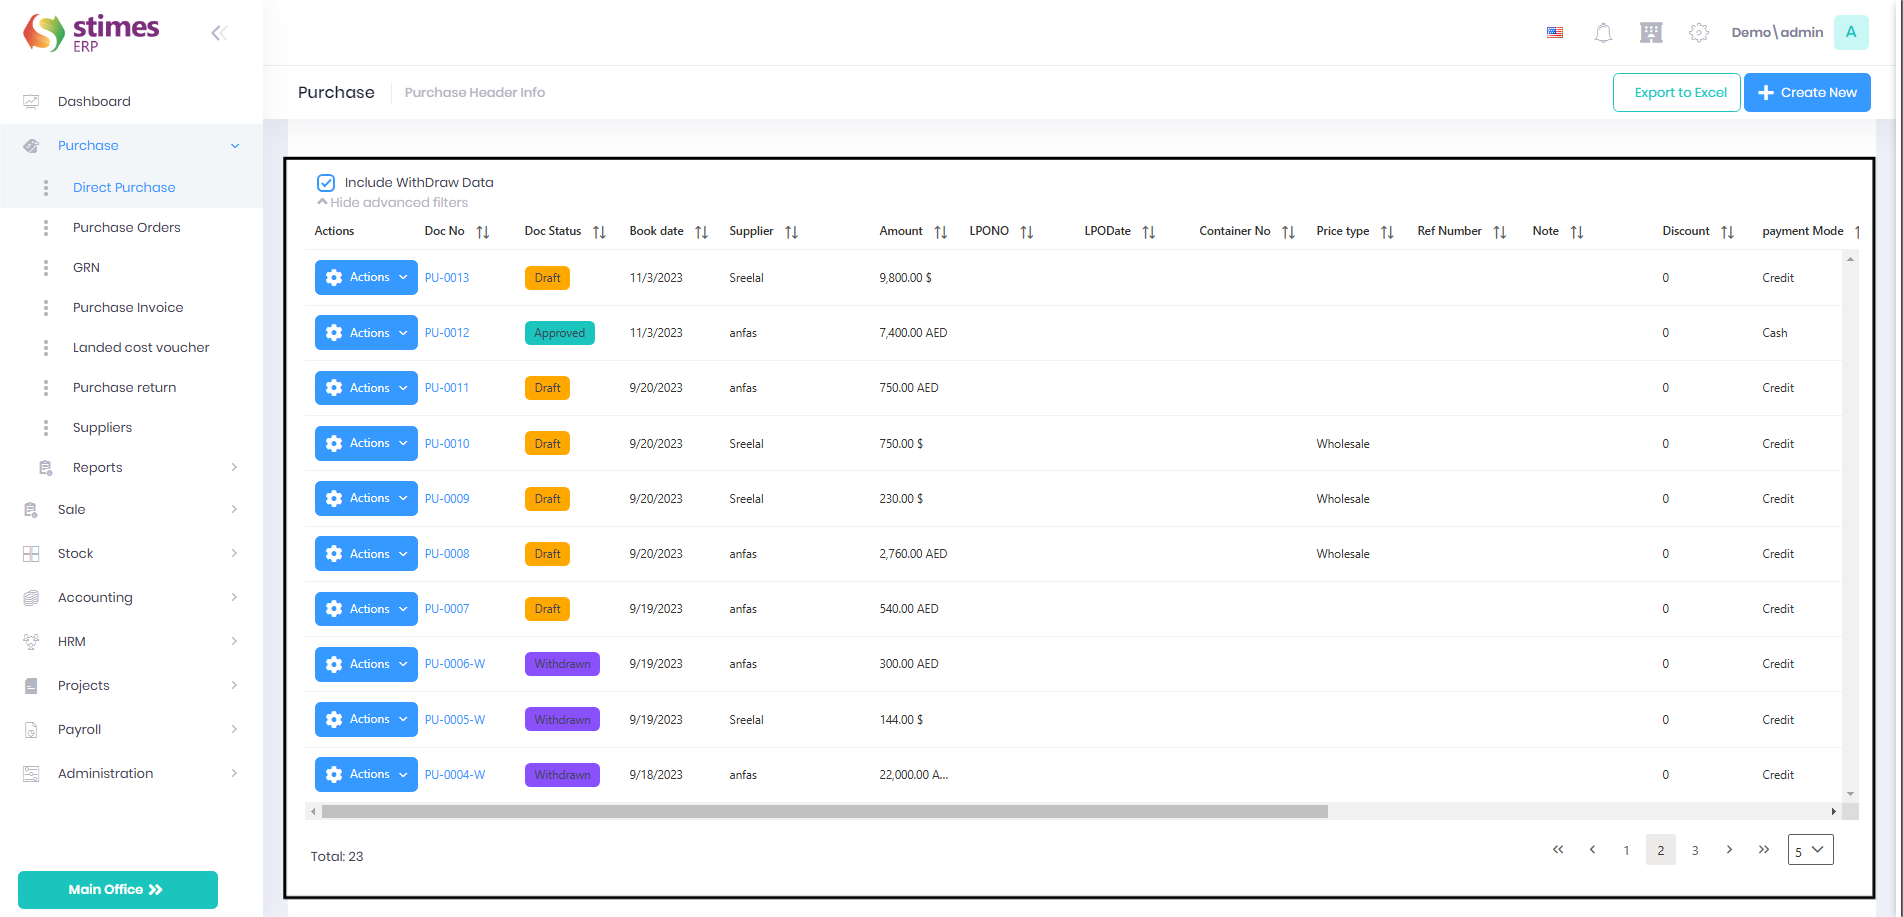 stimes
ERP
Demo\admin
A
Dashboard
Purchase
Direct Purchase
Purchase Orders
GRN
Purchase Invoice
Landed cost voucher
Purchase return
Suppliers
Reports
Sale
Stock
Accounting
HRM
Projects
Payroll
Administration
Main Office
Purchase Purchase Header Info
Export to Excel
Create New
Include WithDraw Data
Hide advanced filters
Actions Doc No Doc Status Book date Supplier Amount LPONO LPODate Container No Price type Ref Number Note Discount payment Mode
Actions PU-0013 Draft 11/3/2023 Sreelal 9,800.00 $ 0 Credit
Actions PU-0012 Approved 11/3/2023 anfas 7,400.00 AED 0 Cash
Actions PU-0011 Draft 9/20/2023 anfas 750.00 AED 0 Credit
Actions PU-0010 Draft 9/20/2023 Sreelal 750.00 $ Wholesale 0 Credit
Actions PU-0009 Draft 9/20/2023 Sreelal 230.00 $ Wholesale 0 Credit
Actions PU-0008 Draft 9/20/2023 anfas 2,760.00 AED Wholesale 0 Credit
Actions PU-0007 Draft 9/19/2023 anfas 540.00 AED 0 Credit
Actions PU-0006-W Withdrawn 9/19/2023 anfas 300.00 AED 0 Credit
Actions PU-0005-W Withdrawn 9/19/2023 Sreelal 144.00 $ 0 Credit
Actions PU-0004-W Withdrawn 9/18/2023 anfas 22,000.00 A... 0 Credit
Total: 23
1 2 3 5